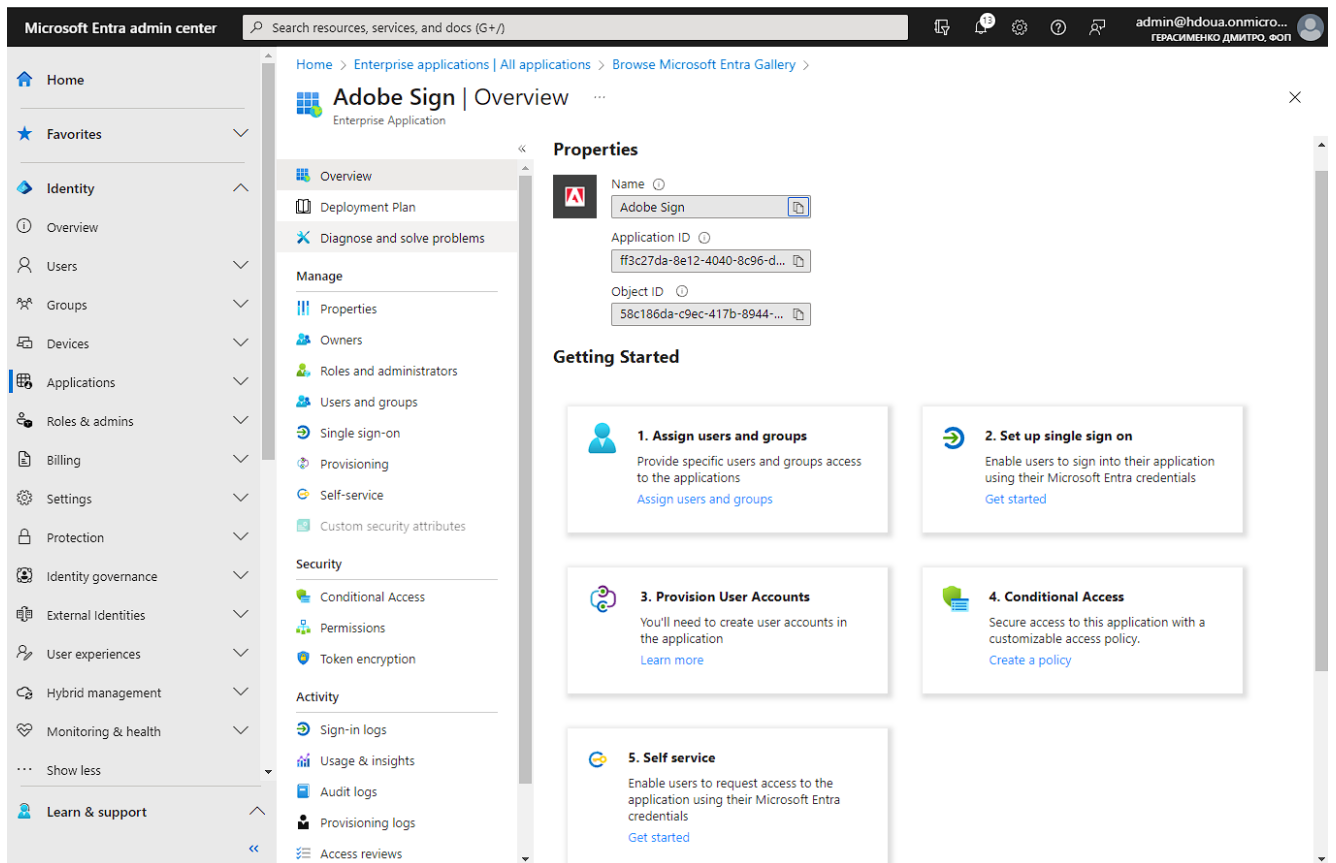 Microsoft Entra admin center
Search resources, services, and docs (G+/)
13
admin@hdoua.onmicro...
ГЕРАСИМЕНКО ДМИТРО, ФОП
Home
Favorites
Identity
Overview
Users
Groups
Devices
Applications
Roles & admins
Billing
Settings
Protection
Identity governance
External Identities
User experiences
Hybrid management
Monitoring & health
Show less
Learn & support
Home > Enterprise applications | All applications > Browse Microsoft Entra Gallery >
Adobe Sign | Overview
Enterprise Application
Overview
Deployment Plan
Diagnose and solve problems
Manage
Properties
Owners
Roles and administrators
Users and groups
Single sign-on
Provisioning
Self-service
Custom security attributes
Security
Conditional Access
Permissions
Token encryption
Activity
Sign-in logs
Usage & insights
Audit logs
Provisioning logs
Access reviews
Properties
Name
Adobe Sign
Application ID
ff3c27da-8e12-4040-8c96-d...
Object ID
58c186da-c9ec-417b-8944-...
Getting Started
1. Assign users and groups
Provide specific users and groups access
to the applications
Assign users and groups
2. Set up single sign on
Enable users to sign into their application
using their Microsoft Entra credentials
Get started
3. Provision User Accounts
You'll need to create user accounts in
the application
Learn more
4. Conditional Access
Secure access to this application with a
customizable access policy.
Create a policy
5. Self service
Enable users to request access to the
application using their Microsoft Entra
credentials
Get started